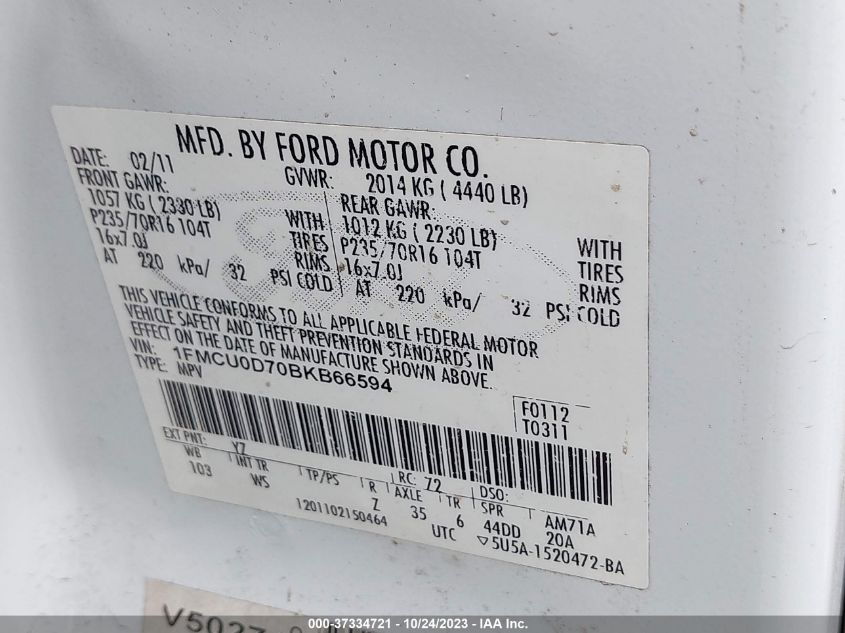 MFD. BY FORD MOTOR CO.
DATE: 02/11 GVWR: 2014 KG ( 4440 LB)
FRONT GAWR: REAR GAWR:
1057 KG ( 2330 LB) WITH 1012 KG ( 2230 LB) WITH
P235/70R16 104T TIRES P235/70R16 104T TIRES
16x7.0J RIMS 16x7.0J RIMS
AT 220 kPa/ 32 PSI COLD AT 220 kPa/ 32 PSI COLD
THIS VEHICLE CONFORMS TO ALL APPLICABLE FEDERAL MOTOR
VEHICLE SAFETY AND THEFT PREVENTION STANDARDS IN
EFFECT ON THE DATE OF MANUFACTURE SHOWN ABOVE.
VIN: 1FMCU0D70BKB66594
TYPE: MPV
F0112
T0311
EXT PNT: YZ RC: 72 DSO:
WB INT TR TP/PS R AXLE TR SPR AM71A
103 WS Z 35 6 44DD 20A
1201102150464 UTC ▽5U5A-1520472-BA
V5027
000-37334721 - 10/24/2023 - IAA Inc.